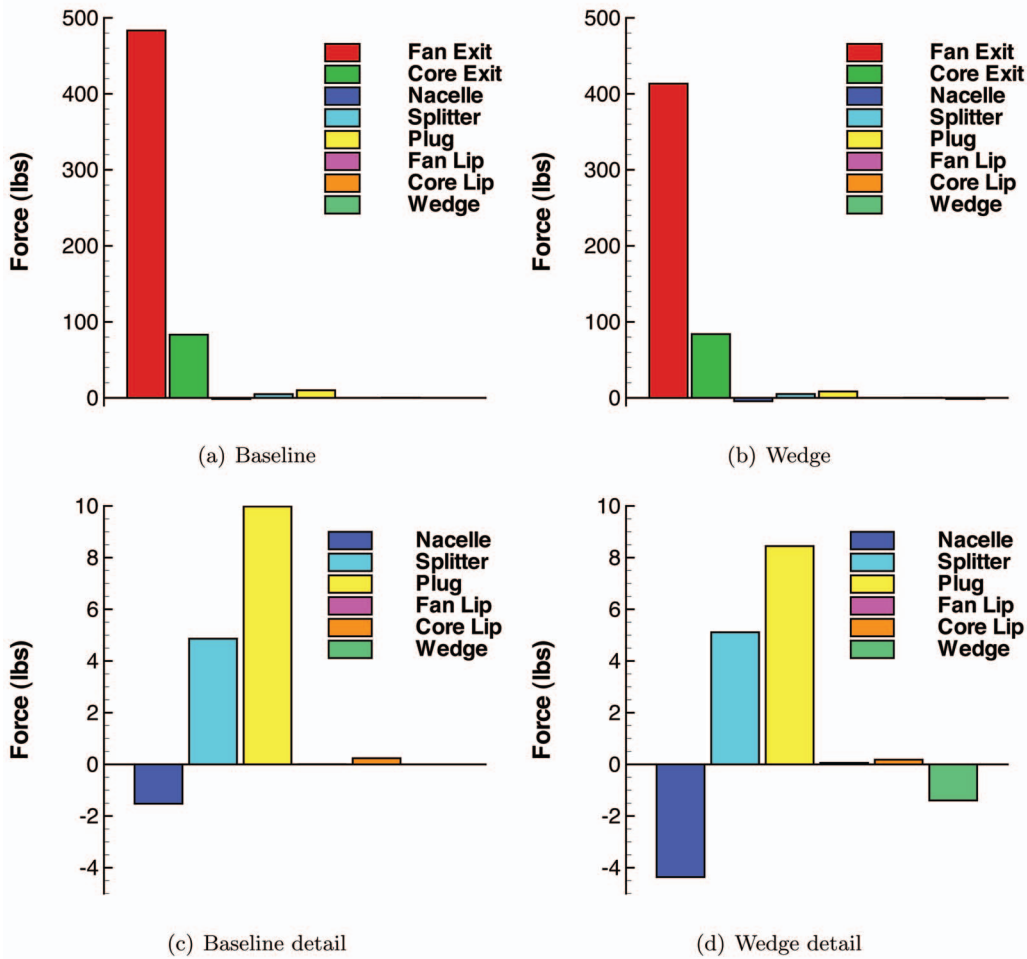 500
400
300
200
100
0
Force (lbs)
Fan Exit
Core Exit
Nacelle
Splitter
Plug
Fan Lip
Core Lip
Wedge
(a) Baseline
500
400
300
200
100
0
Force (lbs)
Fan Exit
Core Exit
Nacelle
Splitter
Plug
Fan Lip
Core Lip
Wedge
(b) Wedge
10
8
6
4
2
0
-2
-4
Force (lbs)
Nacelle
Splitter
Plug
Fan Lip
Core Lip
Wedge
(c) Baseline detail
10
8
6
4
2
0
-2
-4
Force (lbs)
Nacelle
Splitter
Plug
Fan Lip
Core Lip
Wedge
(d) Wedge detail